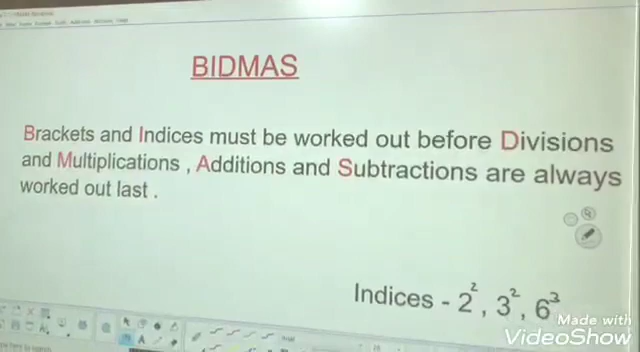 BIDMAS
Brackets and Indices must be worked out before Divisions
and Multiplications , Additions and Subtractions are always
worked out last .
Indices - 2², 3², 6³
Made with
VideoShow